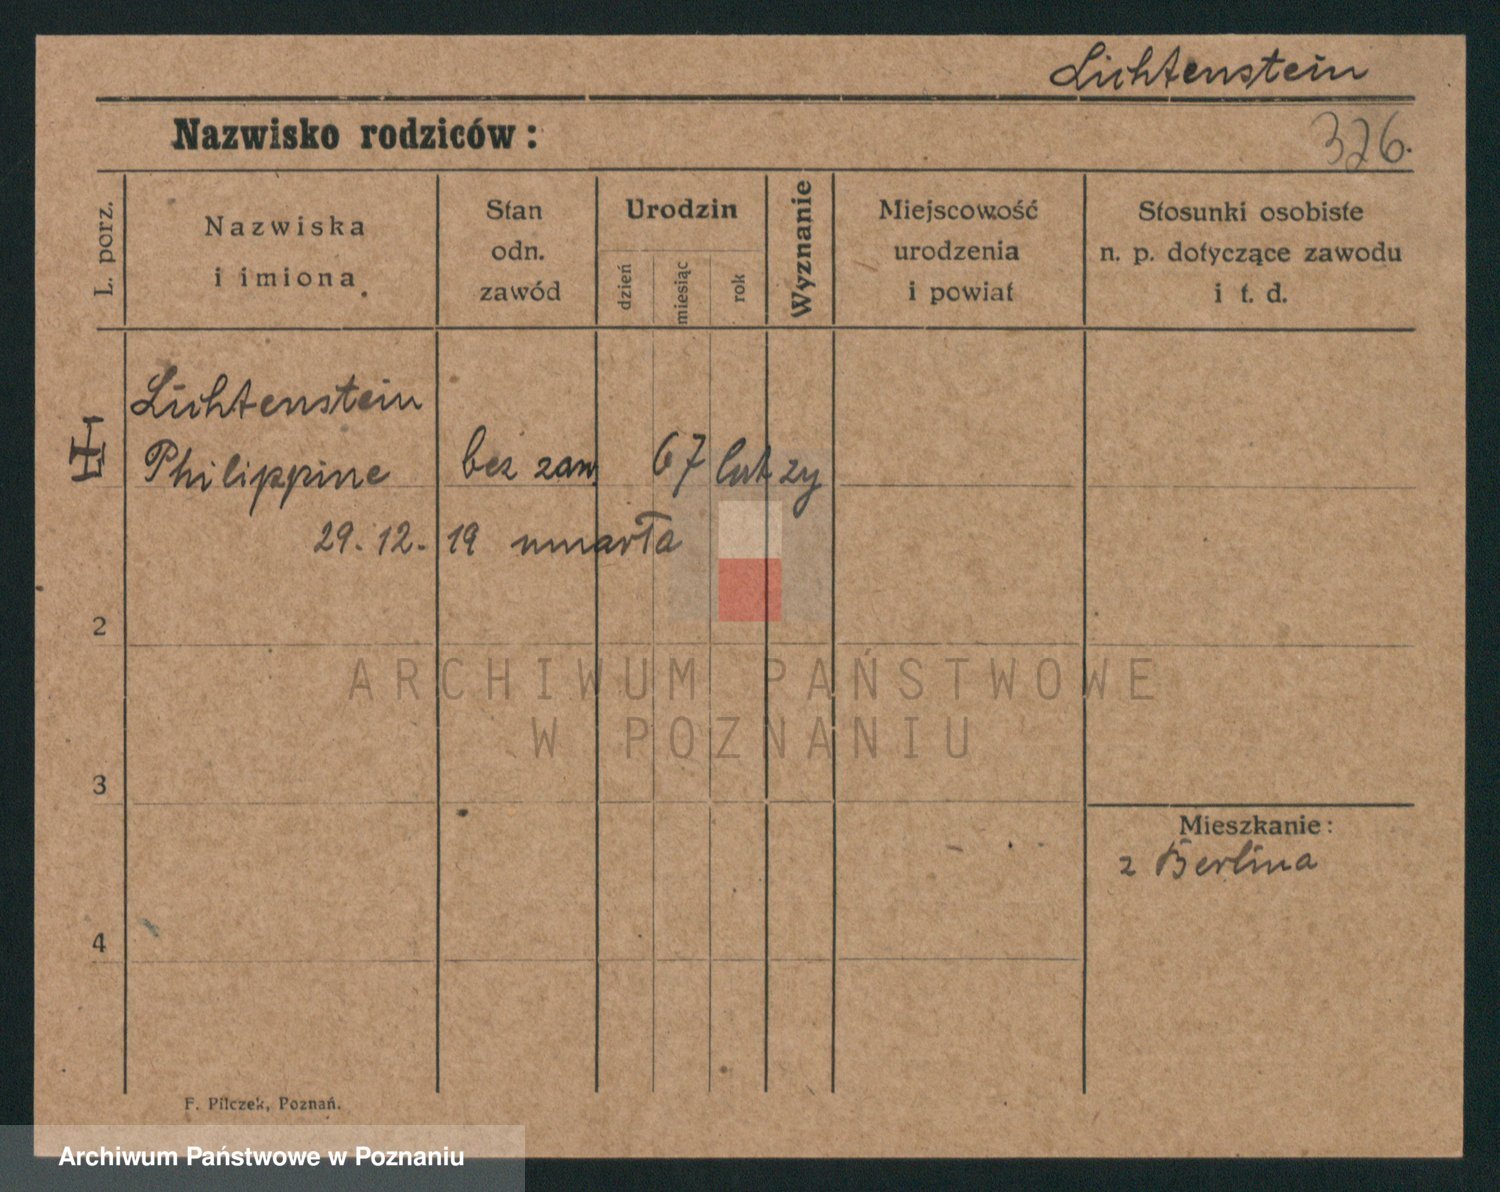 Lichtenstein
Nazwisko rodziców:
326.
L. porz.
Nazwiska
i imiona.
Stan
odn.
zawód
Urodzin
dzień
miesiąc
rok
Wyznanie
Miejscowość
urodzenia
i powiat
Stosunki osobiste
n. p. dotyczące zawodu
i t. d.
Lichtenstein
Philippine bez zaw. 67 lut zy
29.12.19 umarła
2
ARCHIWUM PAŃSTWOWE
W POZNANIU
3
Mieszkanie:
z Berlina
4
F. Pilczek, Poznań.
Archiwum Państwowe w Poznaniu